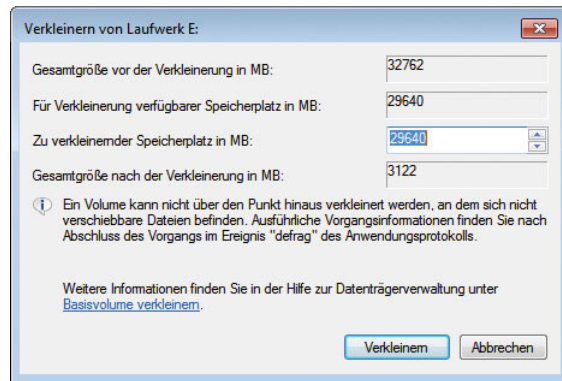 Verkleinern von Laufwerk E:
Gesamtgröße vor der Verkleinerung in MB: 32762
Für Verkleinerung verfügbarer Speicherplatz in MB: 29640
Zu verkleinernder Speicherplatz in MB: 29640
Gesamtgröße nach der Verkleinerung in MB: 3122
Ein Volume kann nicht über den Punkt hinaus verkleinert werden, an dem sich nicht
verschiebbare Dateien befinden. Ausführliche Vorgangsinformationen finden Sie nach
Abschluss des Vorgangs im Ereignis "defrag" des Anwendungsprotokolls.
Weitere Informationen finden Sie in der Hilfe zur Datenträgerverwaltung unter
Basisvolume verkleinern.
Verkleinern Abbrechen